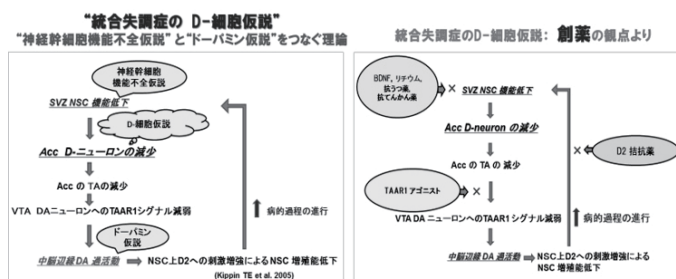 “統合失調症の D-細胞仮説”
“神経幹細胞機能不全仮説” と“ドーパミン仮説”をつなぐ理論
神経幹細胞
機能不全仮説
SVZ NSC 機能低下
D-細胞仮説
Acc D-ニューロンの減少
Acc の TAの減少
VTA DAニューロンへのTAAR1シグナル減弱
ドーパミン
仮説
中脳辺縁 DA 過活動
NSC上D2への刺激増強によるNSC 増殖能低下
(Kippin TE et al. 2005)
病的過程の進行
統合失調症のD-細胞仮説: 創薬の観点より
BDNF, リチウム,
抗うつ薬,
抗てんかん薬
×
SVZ NSC 機能低下
Acc D-neuron の減少
Acc の TA の減少
TAAR1 アゴニスト
×
VTA DA ニューロンへのTAAR1 シグナル減弱
中脳辺縁DA 過活動
NSC上D2への刺激増強に
よる NSC 増殖能低下
×
D2 拮抗薬
病的過程の進行